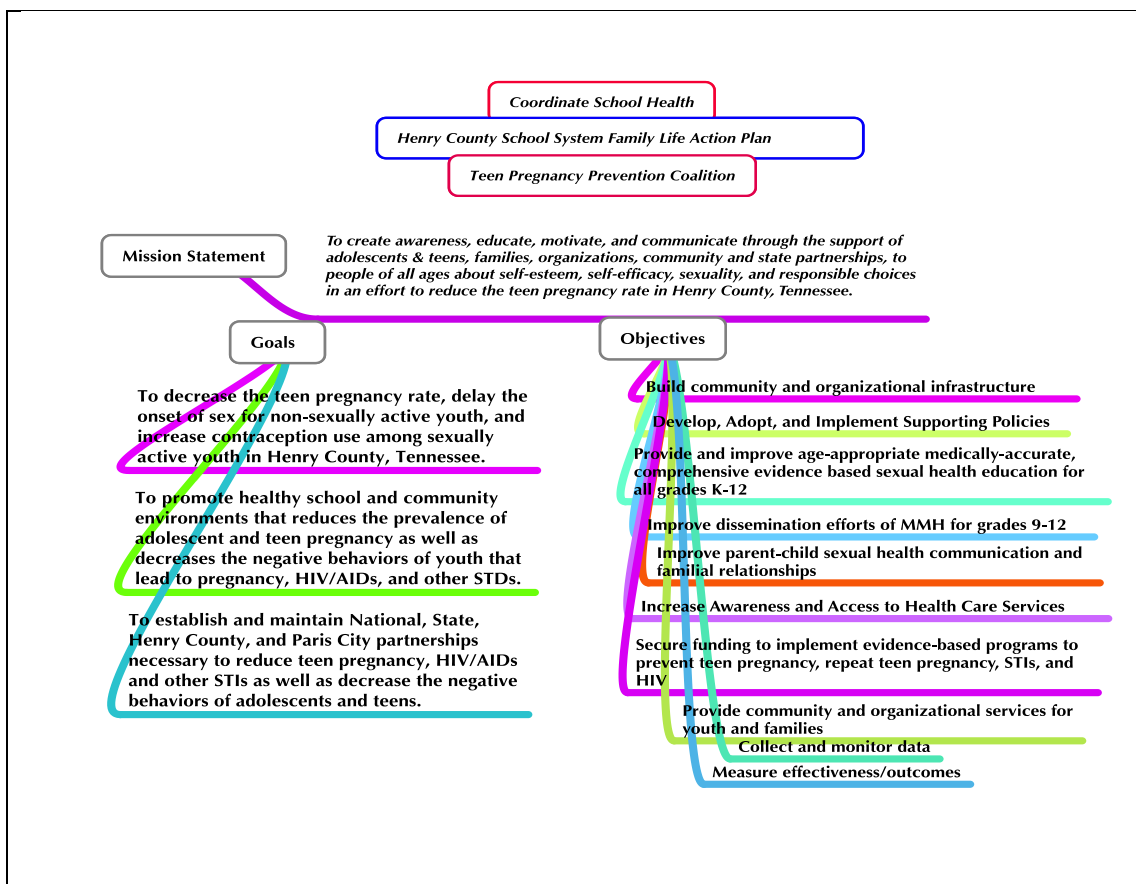 Coordinate School Health
Henry County School System Family Life Action Plan
Teen Pregnancy Prevention Coalition
Mission Statement
To create awareness, educate, motivate, and communicate through the support of
adolescents & teens, families, organizations, community and state partnerships, to
people of all ages about self-esteem, self-efficacy, sexuality, and responsible choices
in an effort to reduce the teen pregnancy rate in Henry County, Tennessee.
Goals
To decrease the teen pregnancy rate, delay the
onset of sex for non-sexually active youth, and
increase contraception use among sexually
active youth in Henry County, Tennessee.
To promote healthy school and community
environments that reduces the prevalence of
adolescent and teen pregnancy as well as
decreases the negative behaviors of youth that
lead to pregnancy, HIV/AIDs, and other STDs.
To establish and maintain National, State,
Henry County, and Paris City partnerships
necessary to reduce teen pregnancy, HIV/AIDs
and other STIs as well as decrease the negative
behaviors of adolescents and teens.
Objectives
Build community and organizational infrastructure
Develop, Adopt, and Implement Supporting Policies
Provide and improve age-appropriate medically-accurate,
comprehensive evidence based sexual health education for
all grades K-12
Improve dissemination efforts of MMH for grades 9-12
Improve parent-child sexual health communication and
familial relationships
Increase Awareness and Access to Health Care Services
Secure funding to implement evidence-based programs to
prevent teen pregnancy, repeat teen pregnancy, STIs, and
HIV
Provide community and organizational services for
youth and families
Collect and monitor data
Measure effectiveness/outcomes